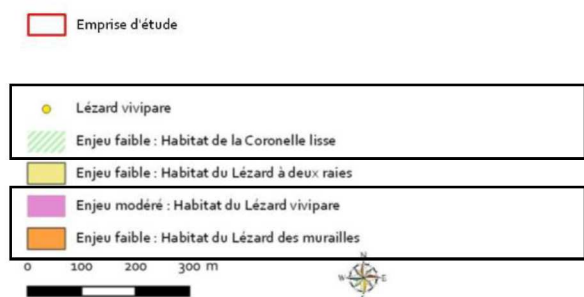 Emprise d'étude
Lézard vivipare
Enjeu faible : Habitat de la Coronelle lisse
Enjeu faible : Habitat du Lézard à deux raies
Enjeu modéré : Habitat du Lézard vivipare
Enjeu faible : Habitat du Lézard des murailles
0 100 200 300 m
N
W E